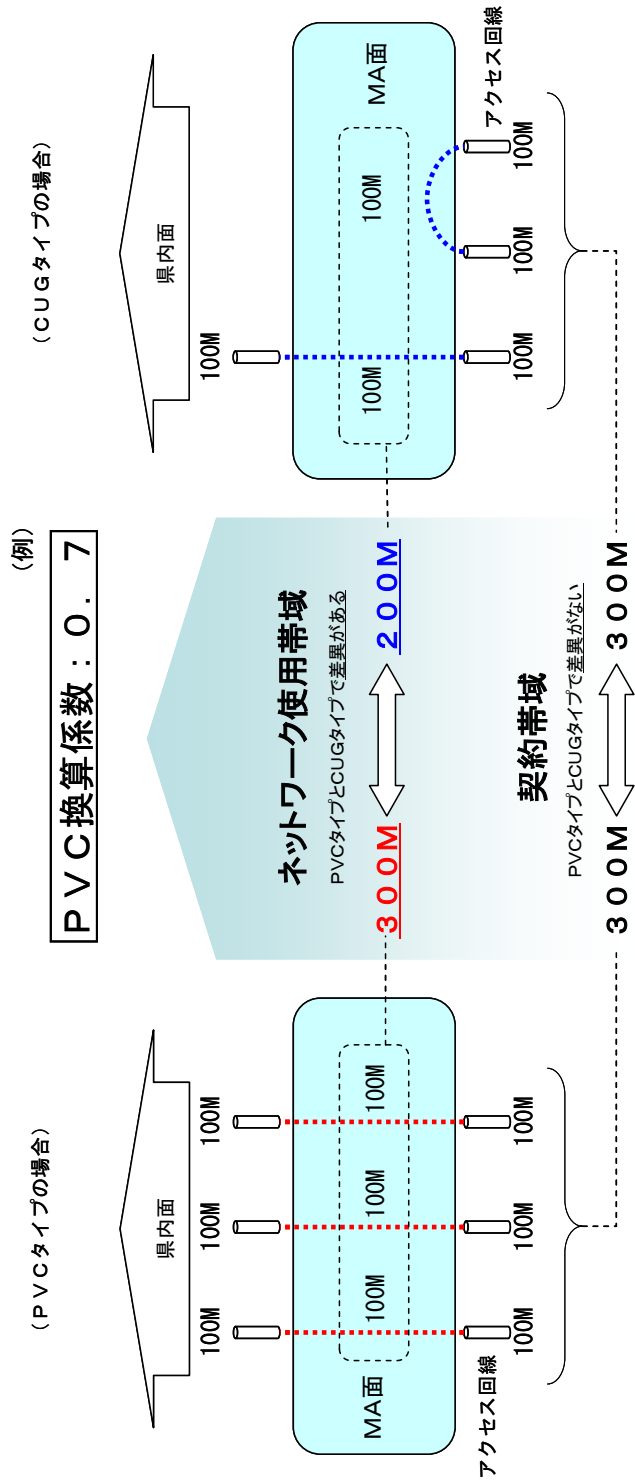 （例）
ＰＶＣ換算係数：０．７
（ＰＶＣタイプの場合）
県内面
100M
100M
100M
MA面
100M
100M
100M
アクセス回線
100M
100M
100M
ネットワーク使用帯域
PVCタイプとCUGタイプで差異がある
３００Ｍ
２００Ｍ
契約帯域
PVCタイプとCUGタイプで差異がない
３００Ｍ
３００Ｍ
（ＣＵＧタイプの場合）
県内面
100M
100M
100M
MA面
100M
100M
100M
アクセス回線